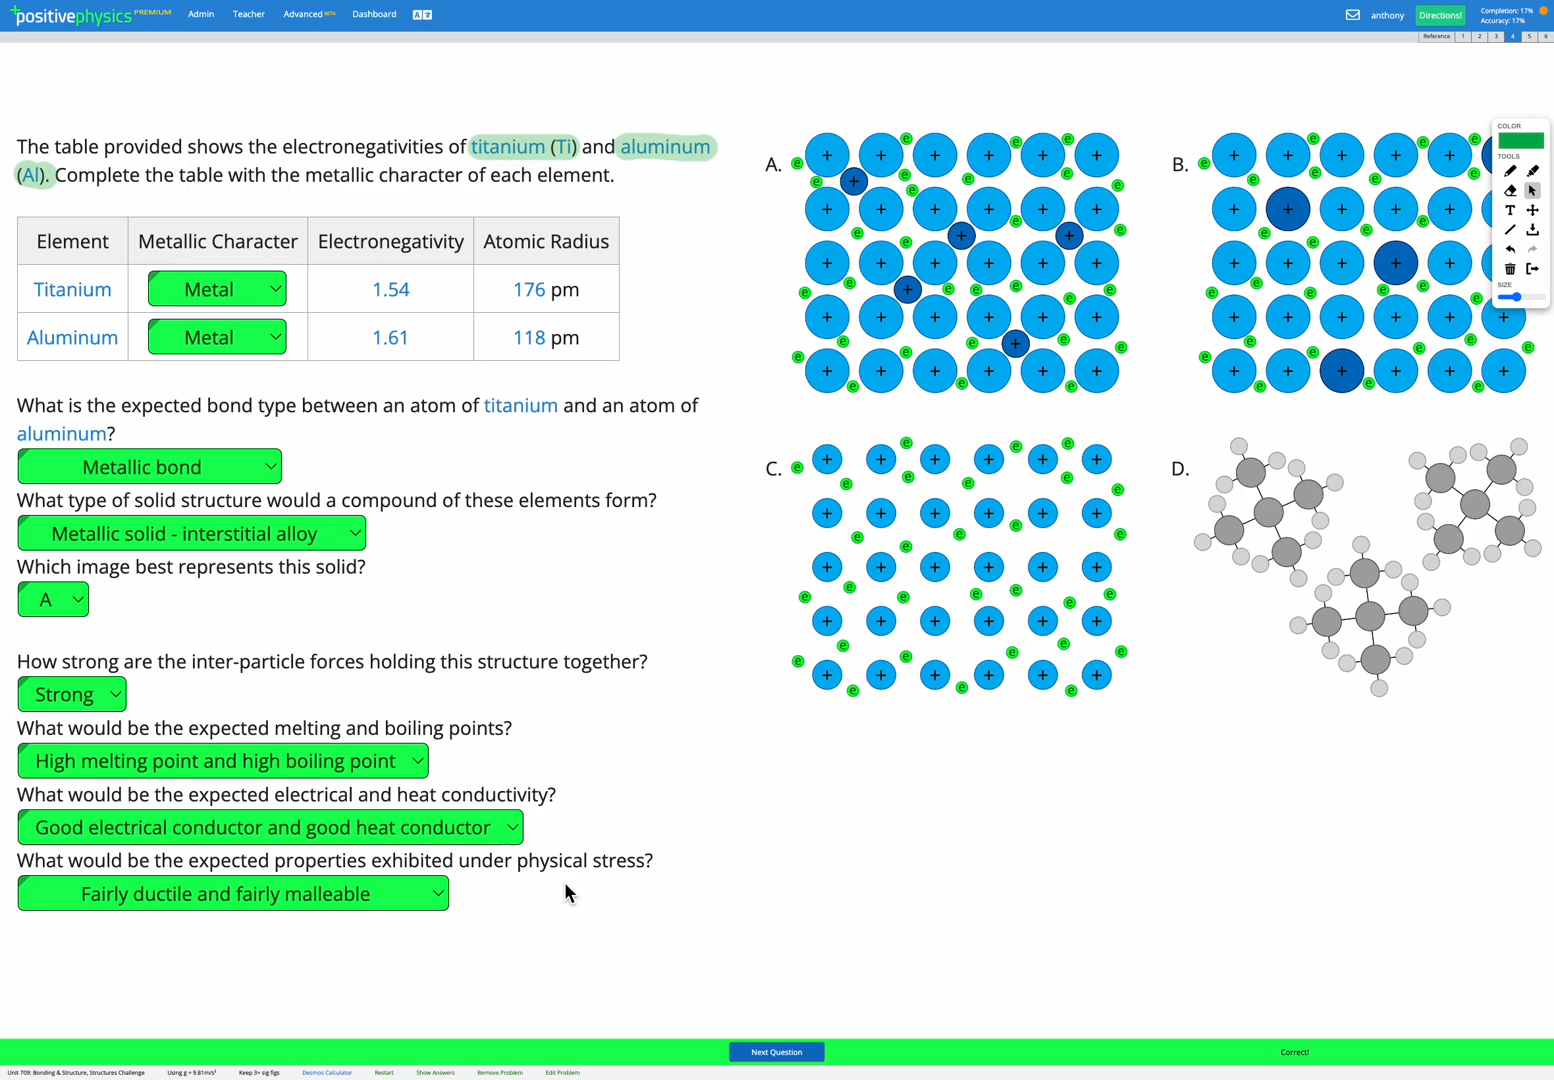 positivephysics PREMIUM Admin Teacher Advanced BETA Dashboard anthony Directions! Completion: 17%
Accuracy: 17%
Reference 1 2 3 4 5 6
The table provided shows the electronegativities of titanium (Ti) and aluminum
(Al). Complete the table with the metallic character of each element.
Element Metallic Character Electronegativity Atomic Radius
Titanium Metal 1.54 176 pm
Aluminum Metal 1.61 118 pm
What is the expected bond type between an atom of titanium and an atom of
aluminum?
Metallic bond
What type of solid structure would a compound of these elements form?
Metallic solid - interstitial alloy
Which image best represents this solid?
A
How strong are the inter-particle forces holding this structure together?
Strong
What would be the expected melting and boiling points?
High melting point and high boiling point
What would be the expected electrical and heat conductivity?
Good electrical conductor and good heat conductor
What would be the expected properties exhibited under physical stress?
Fairly ductile and fairly malleable
A.
B.
C.
D.
COLOR
TOOLS
T
SIZE
Next Question
Correct!
Unit 709: Bonding & Structure, Structures Challenge Using g = 9.81m/s² Keep 3+ sig figs Desmos Calculator Restart Show Answers Remove Problem Edit Problem